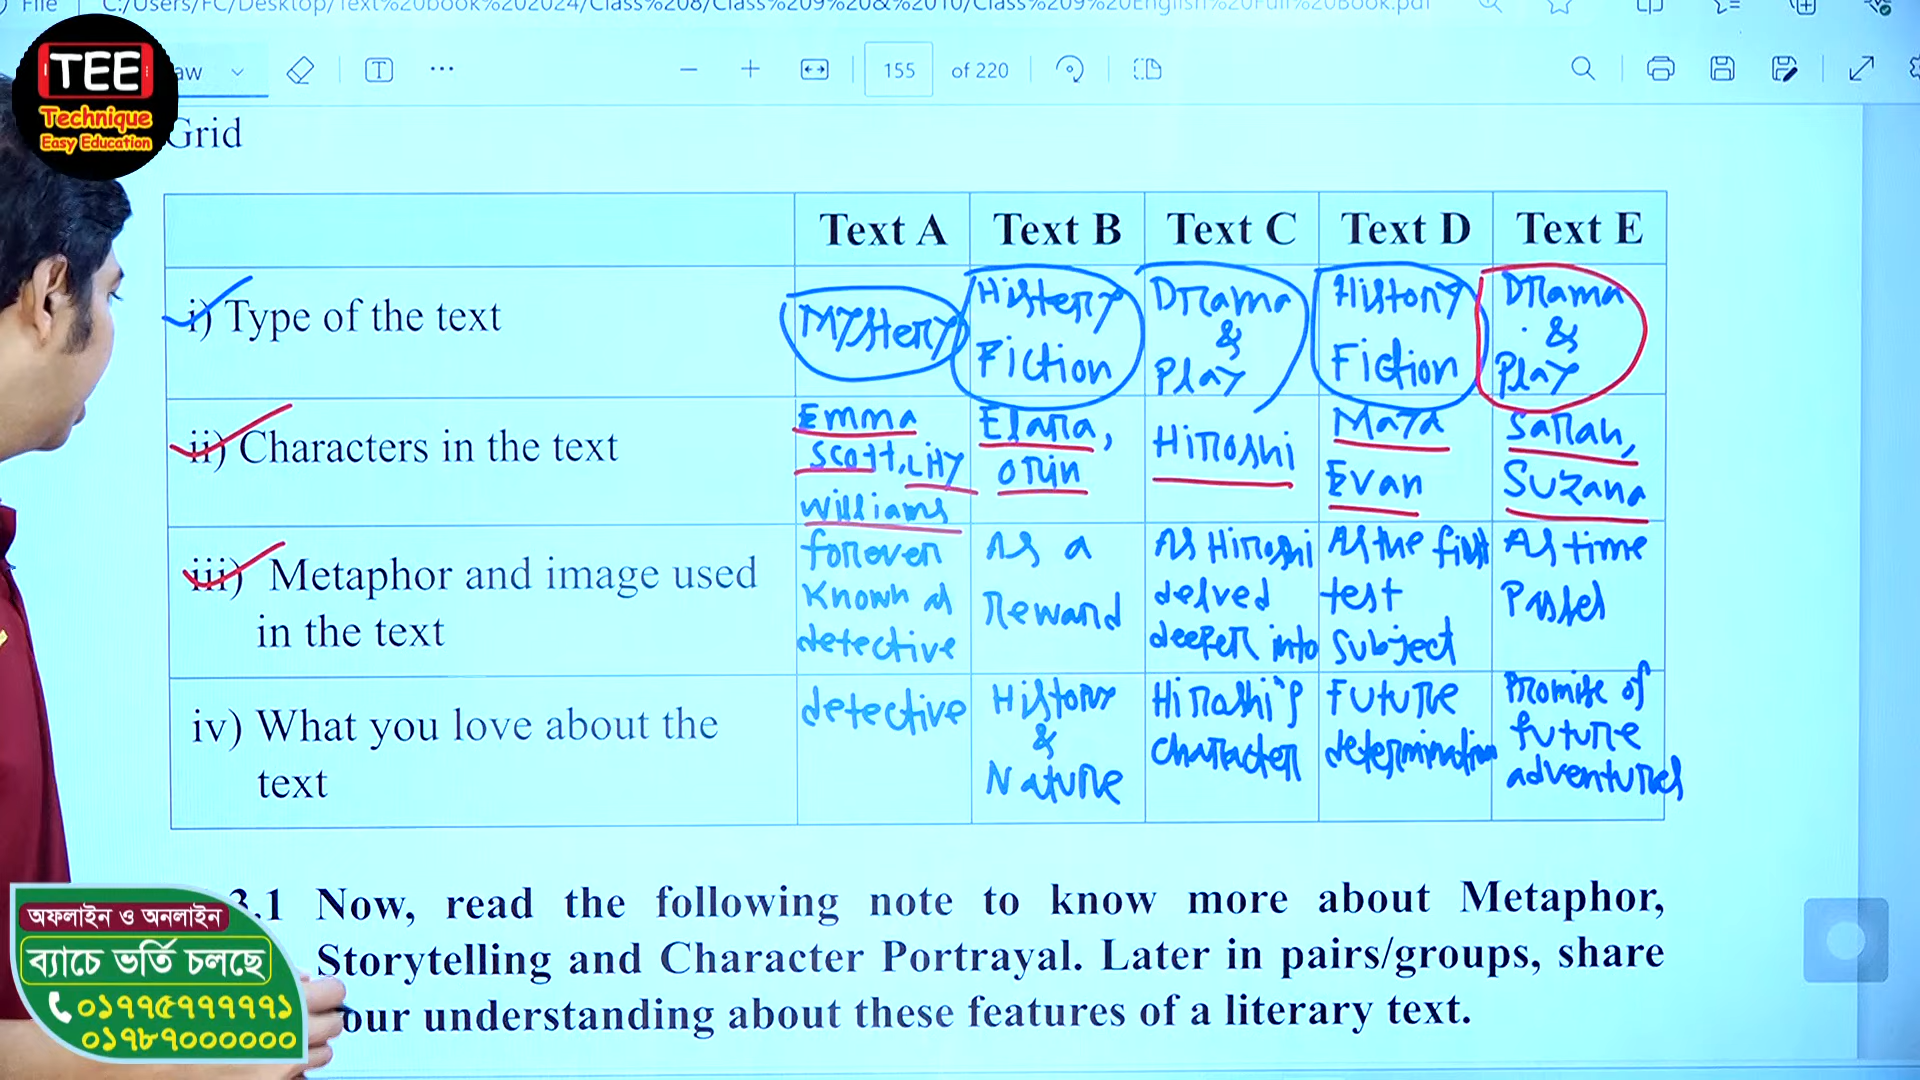 File C:/Users/FC/Desktop/Text%20book%202024/Class%208/Class%209%20&%2010/Class%209%20English%20Full%20Book.pdf
TEE
Technique
Easy Education
aw
155 of 220
Grid
Text A Text B Text C Text D Text E
i) Type of the text
Mystery
Histery
Fiction
Drama
&
Play
History
Fiction
Drama
&
Play
ii) Characters in the text
Emma
Scott, Lily
Williams
Elara,
Orin
Hiroshi
Maya
Evan
Sarah,
Suzana
iii) Metaphor and image used
in the text
forever
known as
detective
As a
Reward
As Hiroshi
delved
deeper into
As the first
test
subject
As time
Passes
iv) What you love about the
text
detective
History
&
Nature
Hiroshi's
character
Future
determination
Promise of
future
adventures
3.1 Now, read the following note to know more about Metaphor,
Storytelling and Character Portrayal. Later in pairs/groups, share
our understanding about these features of a literary text.
অফলাইন ও অনলাইন
ব্যাচে ভর্তি চলছে
০১৭৭৫৭৭৭৭৭১
০১৭৮৭০০০০০০